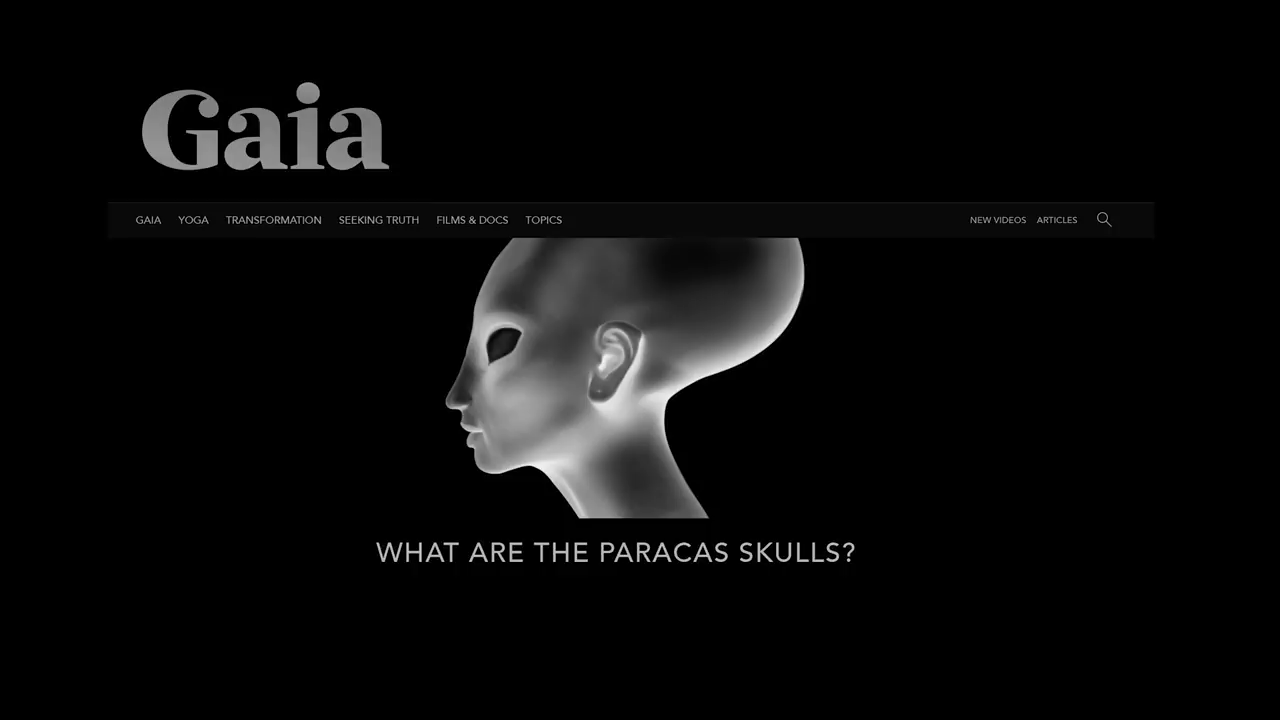 Gaia
GAIA YOGA TRANSFORMATION SEEKING TRUTH FILMS & DOCS TOPICS NEW VIDEOS ARTICLES
WHAT ARE THE PARACAS SKULLS?